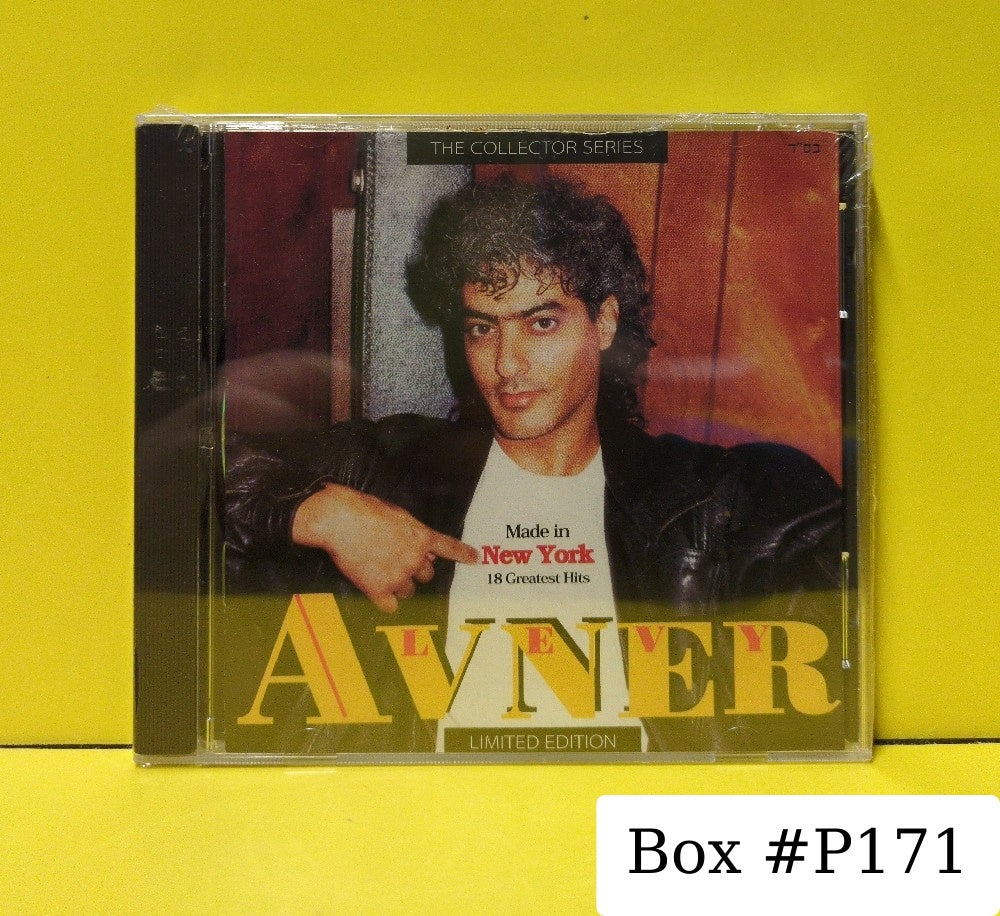 THE COLLECTOR SERIES
בס"ד
Made in
New York
18 Greatest Hits
AVNER
LEVY
LIMITED EDITION
Box #P171